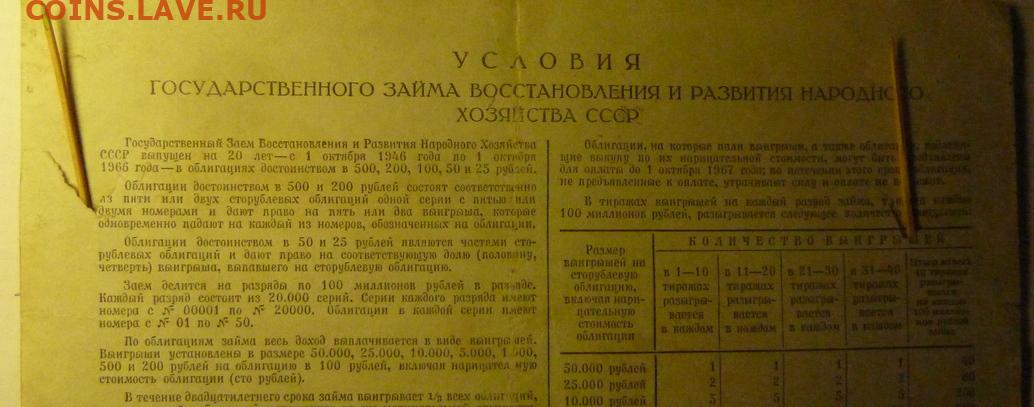 COINS.LAVE.RU
УСЛОВИЯ
ГОСУДАРСТВЕННОГО ЗАЙМА ВОССТАНОВЛЕНИЯ И РАЗВИТИЯ НАРОДНОГО
ХОЗЯЙСТВА СССР
Государственный Заем Восстановления и Развития Народного Хозяйства
СССР выпущен на 20 лет—с 1 октября 1946 года по 1 октября
1966 года—в облигациях достоинством в 500, 200, 100, 50 и 25 рублей.
Облигации достоинством в 500 и 200 рублей состоят соответственно
из пяти или двух сторублевых облигаций одной серии с пятью или
двумя номерами и дают право на пять или два выигрыша, которые
одновременно падают на каждый из номеров, обозначенных на облигации.
Облигации достоинством в 50 и 25 рублей являются частями сто-
рублевых облигаций и дают право на соответствующую долю (половину,
четверть) выигрыша, выпавшего на сторублевую облигацию.
Заем делится на разряды по 100 миллионов рублей в разряде.
Каждый разряд состоит из 20.000 серий. Серии каждого разряда имеют
номера с № 00001 по № 20000. Облигации в каждой серии имеют
номера с № 01 по № 50.
По облигациям займа весь доход выплачивается в виде выигрышей.
Выигрыши установлены в размере 50.000, 25.000, 10.000, 5.000, 1.000,
500 и 200 рублей на облигацию в 100 рублей, включая нарицательную
стоимость облигации (сто рублей).
В течение двадцатилетнего срока займа выигрывает 1/3 всех облигаций,
Облигации, на которые пали выигрыши, а также облигации, подлежа-
щие выкупу по их нарицательной стоимости, могут быть предъявлены
для оплаты до 1 октября 1967 года; по истечении этого срока облигации,
не предъявленные к оплате, утрачивают силу и оплате не подлежат.
В тиражах выигрышей на каждый разряд займа, на каждые
100 миллионов рублей, разыгрывается следующее количество выигрышей:
Размер
выигрышей на
сторублевую
облигацию,
включая нари-
цательную
стоимость
облигации
КОЛИЧЕСТВО ВЫИГРЫШЕЙ
в 1—10
тиражах
разыгры-
вается
в каждом
в 11—20
тиражах
разыгры-
вается
в каждом
в 21—30
тиражах
разыгры-
вается
в каждом
в 31—40
тиражах
разыгры-
вается
в каждом
50.000 рублей 1 1 1 1 40
25.000 рублей 2 2 2 2 80
10.000 рублей 5 5 5 5 200